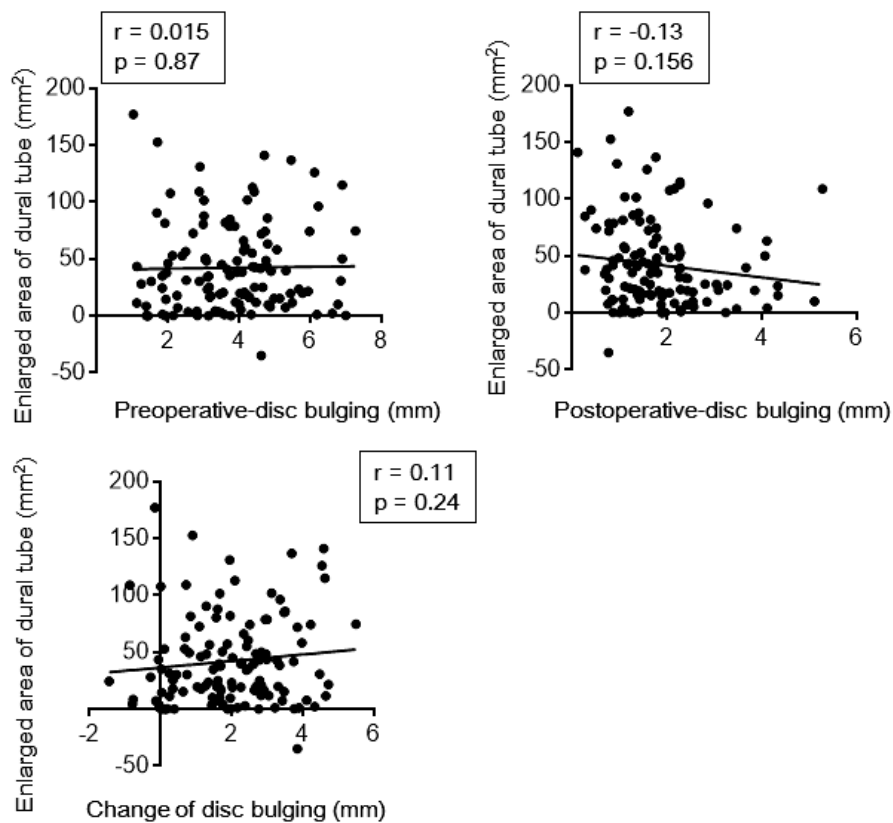 r = 0.015
p = 0.87
Enlarged area of dural tube (mm²)
200
150
100
50
0
-50
2 4 6 8
Preoperative-disc bulging (mm)
r = -0.13
p = 0.156
Enlarged area of dural tube (mm²)
200
150
100
50
0
-50
2 4 6
Postoperative-disc bulging (mm)
r = 0.11
p = 0.24
Enlarged area of dural tube (mm²)
200
150
100
50
0
-50
-2 2 4 6
Change of disc bulging (mm)